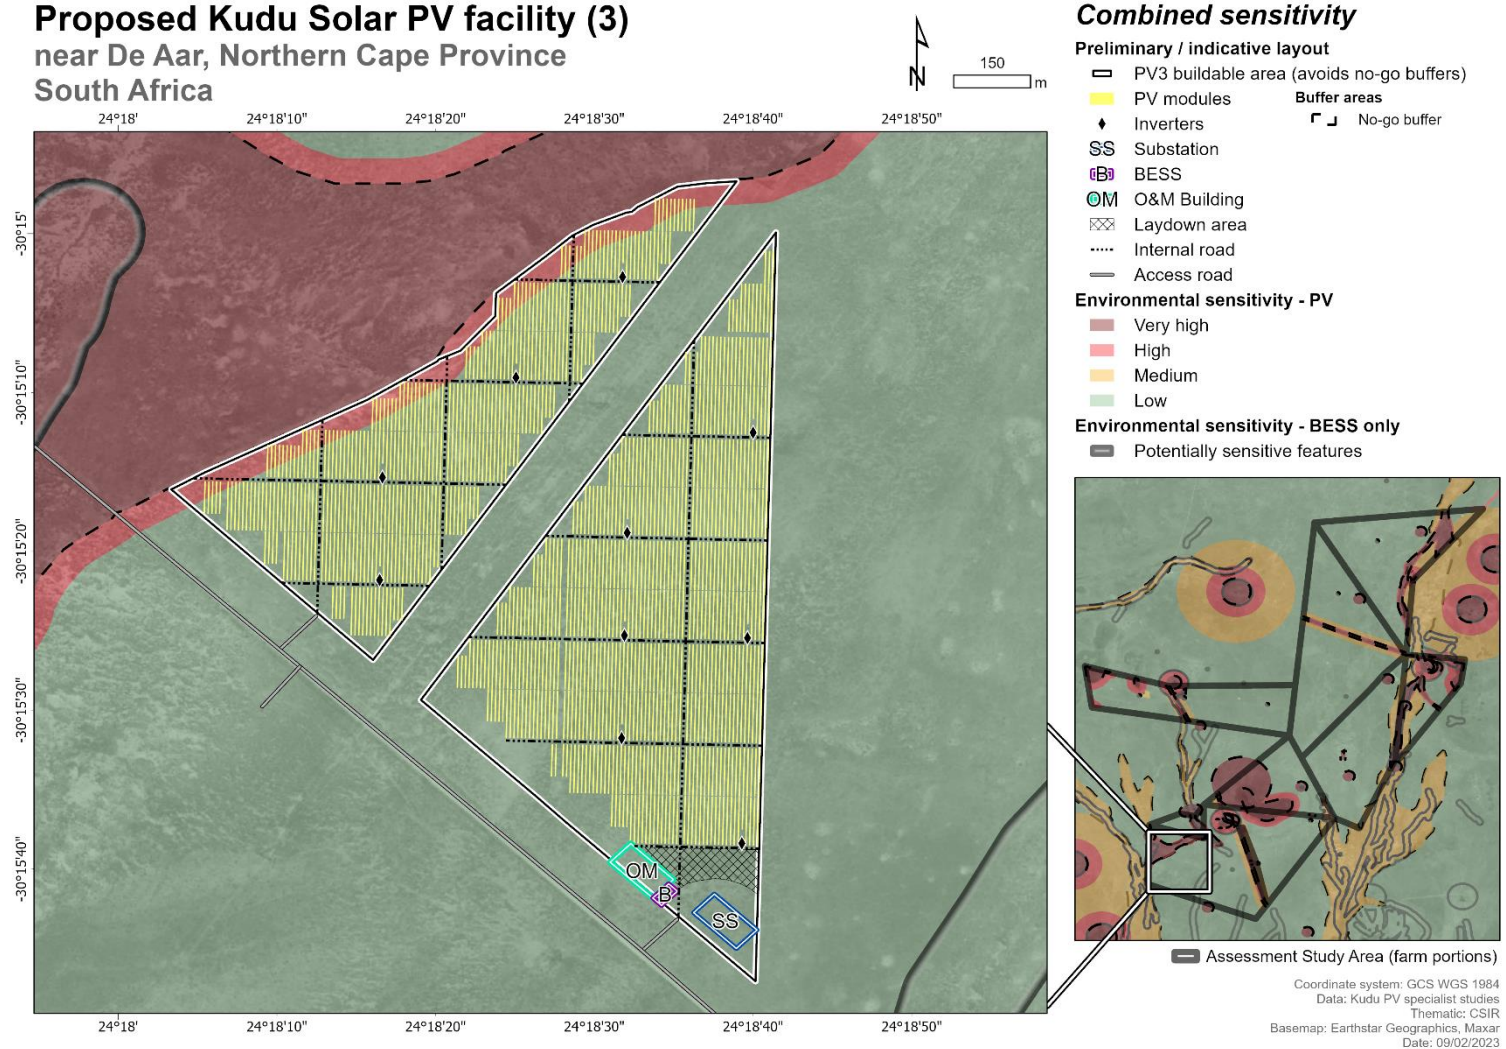 Proposed Kudu Solar PV facility (3)
near De Aar, Northern Cape Province
South Africa
N
150
m
24°18'
24°18'10"
24°18'20"
24°18'30"
24°18'40"
24°18'50"
-30°15'
-30°15'10"
-30°15'20"
-30°15'30"
-30°15'40"
OM
B
SS
24°18'
24°18'10"
24°18'20"
24°18'30"
24°18'40"
24°18'50"
Combined sensitivity
Preliminary / indicative layout
PV3 buildable area (avoids no-go buffers)
PV modules
Buffer areas
Inverters
No-go buffer
SS Substation
B BESS
OM O&M Building
Laydown area
Internal road
Access road
Environmental sensitivity - PV
Very high
High
Medium
Low
Environmental sensitivity - BESS only
Potentially sensitive features
Assessment Study Area (farm portions)
Coordinate system: GCS WGS 1984
Data: Kudu PV specialist studies
Thematic: CSIR
Basemap: Earthstar Geographics, Maxar
Date: 09/02/2023